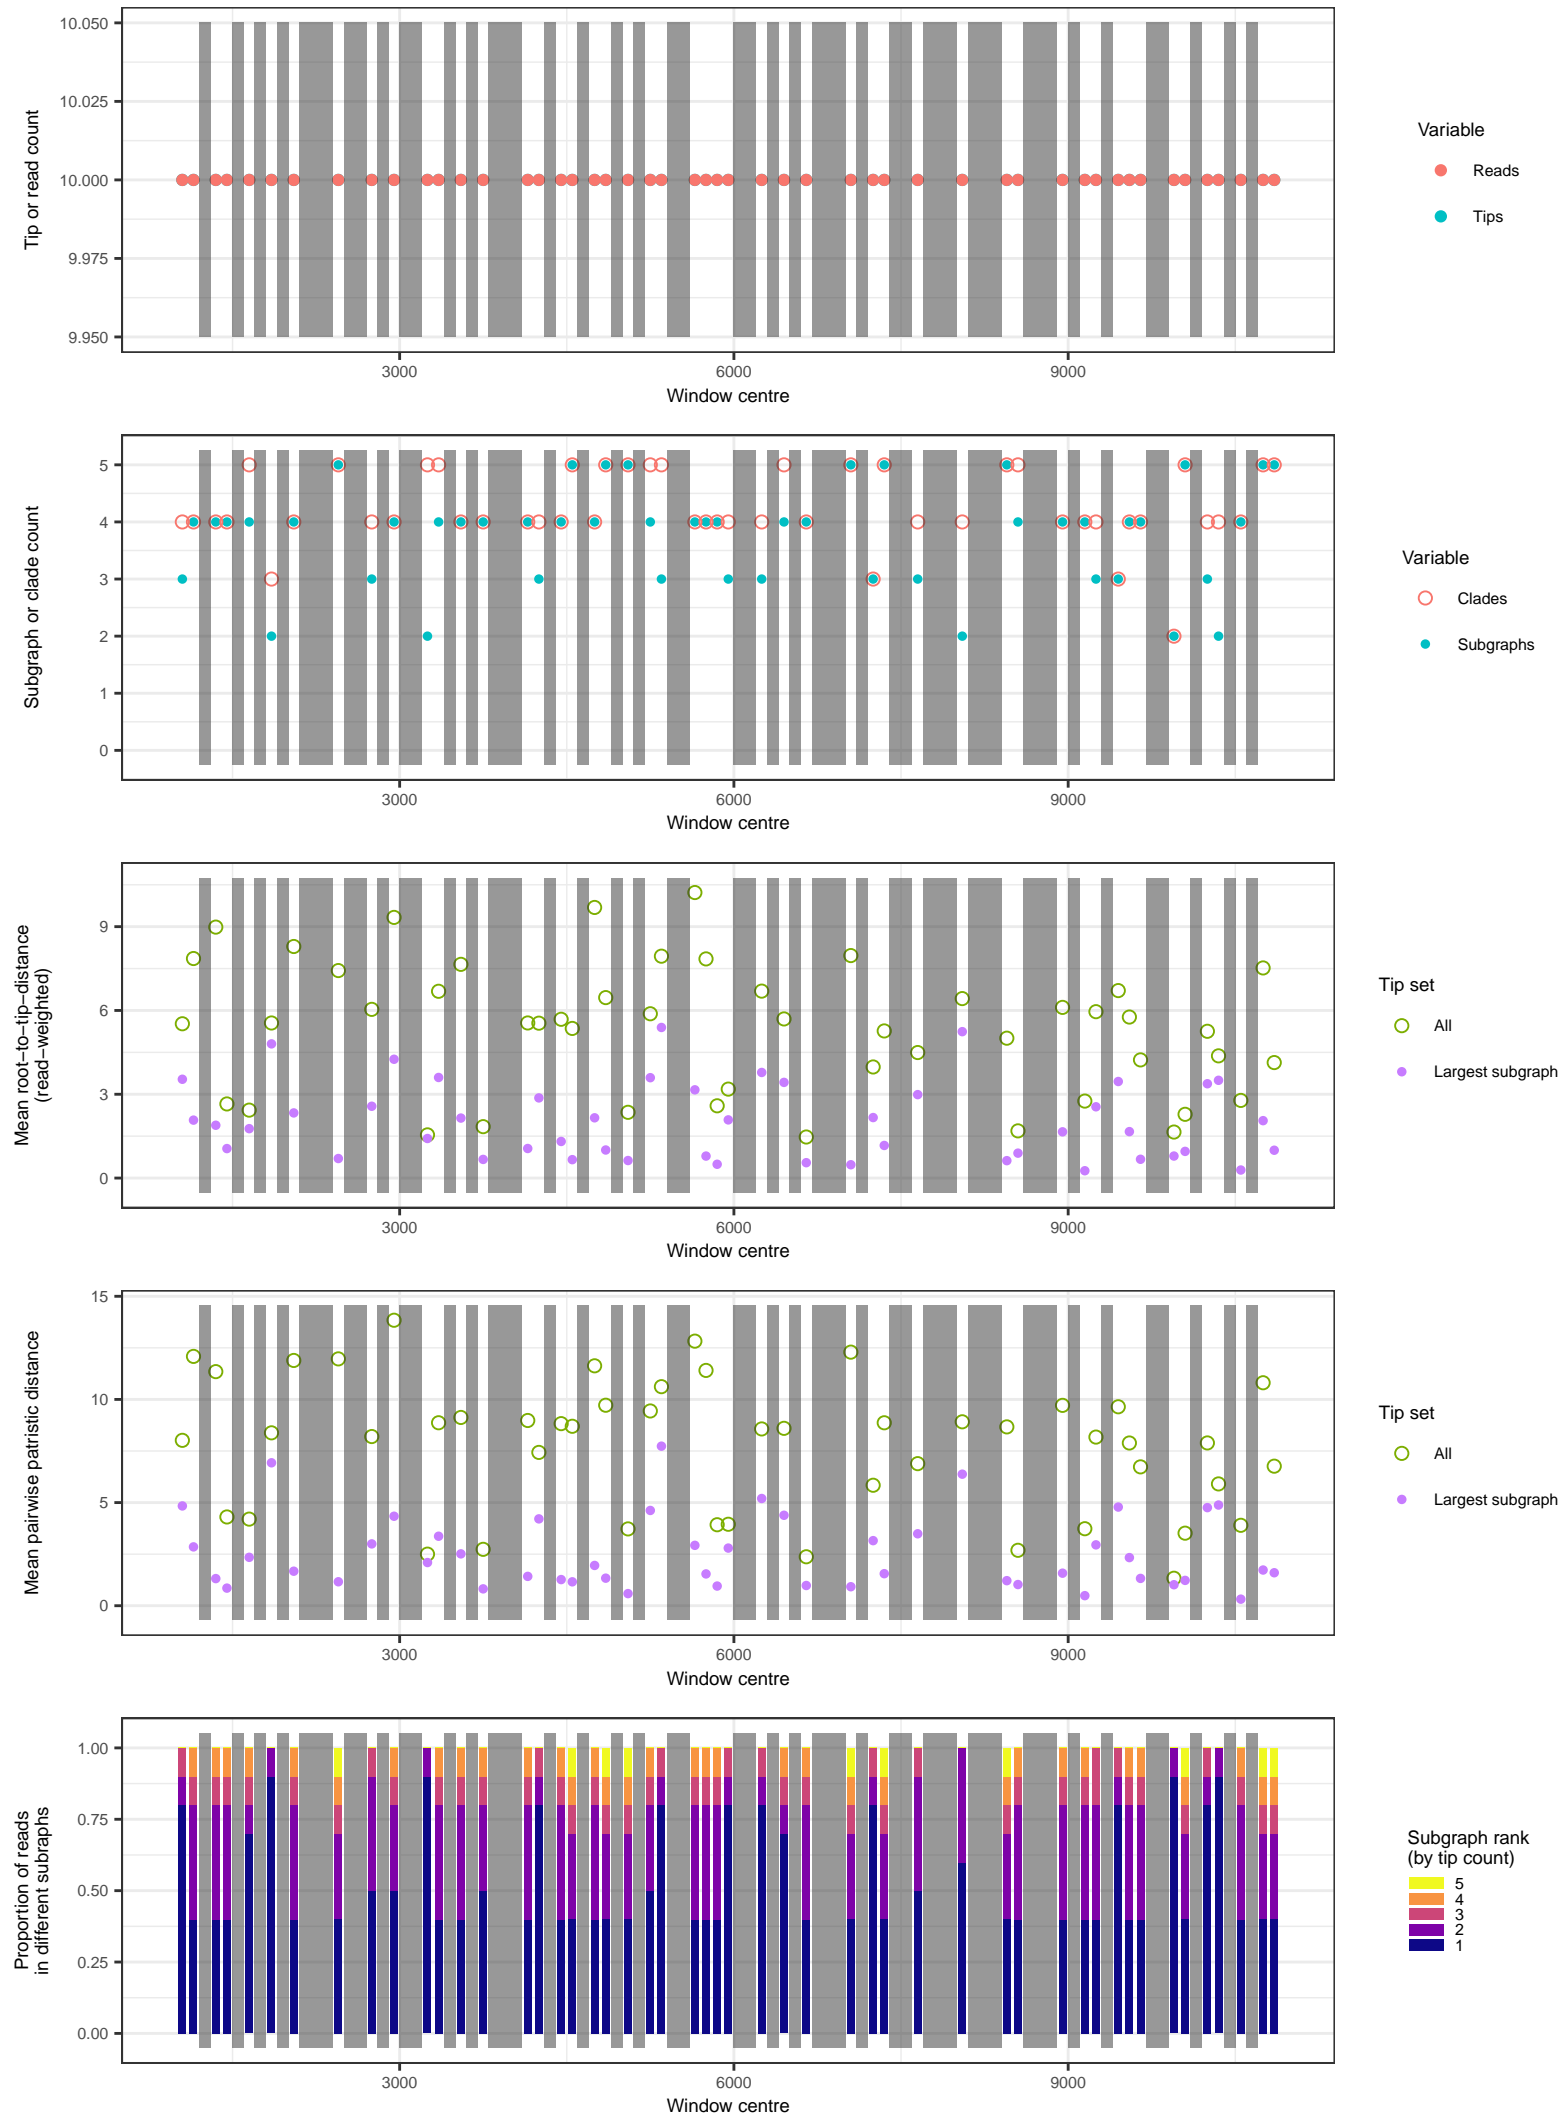 10.050
10.025
10.000
9.975
9.950
Tip or read count
3000
6000
9000
Window centre
Variable
Reads
Tips
5
4
3
2
1
0
Subgraph or clade count
3000
6000
9000
Window centre
Variable
Clades
Subgraphs
9
6
3
0
Mean root−to−tip−distance
(read−weighted)
3000
6000
9000
Window centre
Tip set
All
Largest subgraph
15
10
5
0
Mean pairwise patristic distance
3000
6000
9000
Window centre
Tip set
All
Largest subgraph
1.00
0.75
0.50
0.25
0.00
Proportion of reads
in different subraphs
3000
6000
9000
Window centre
Subgraph rank
(by tip count)
5
4
3
2
1